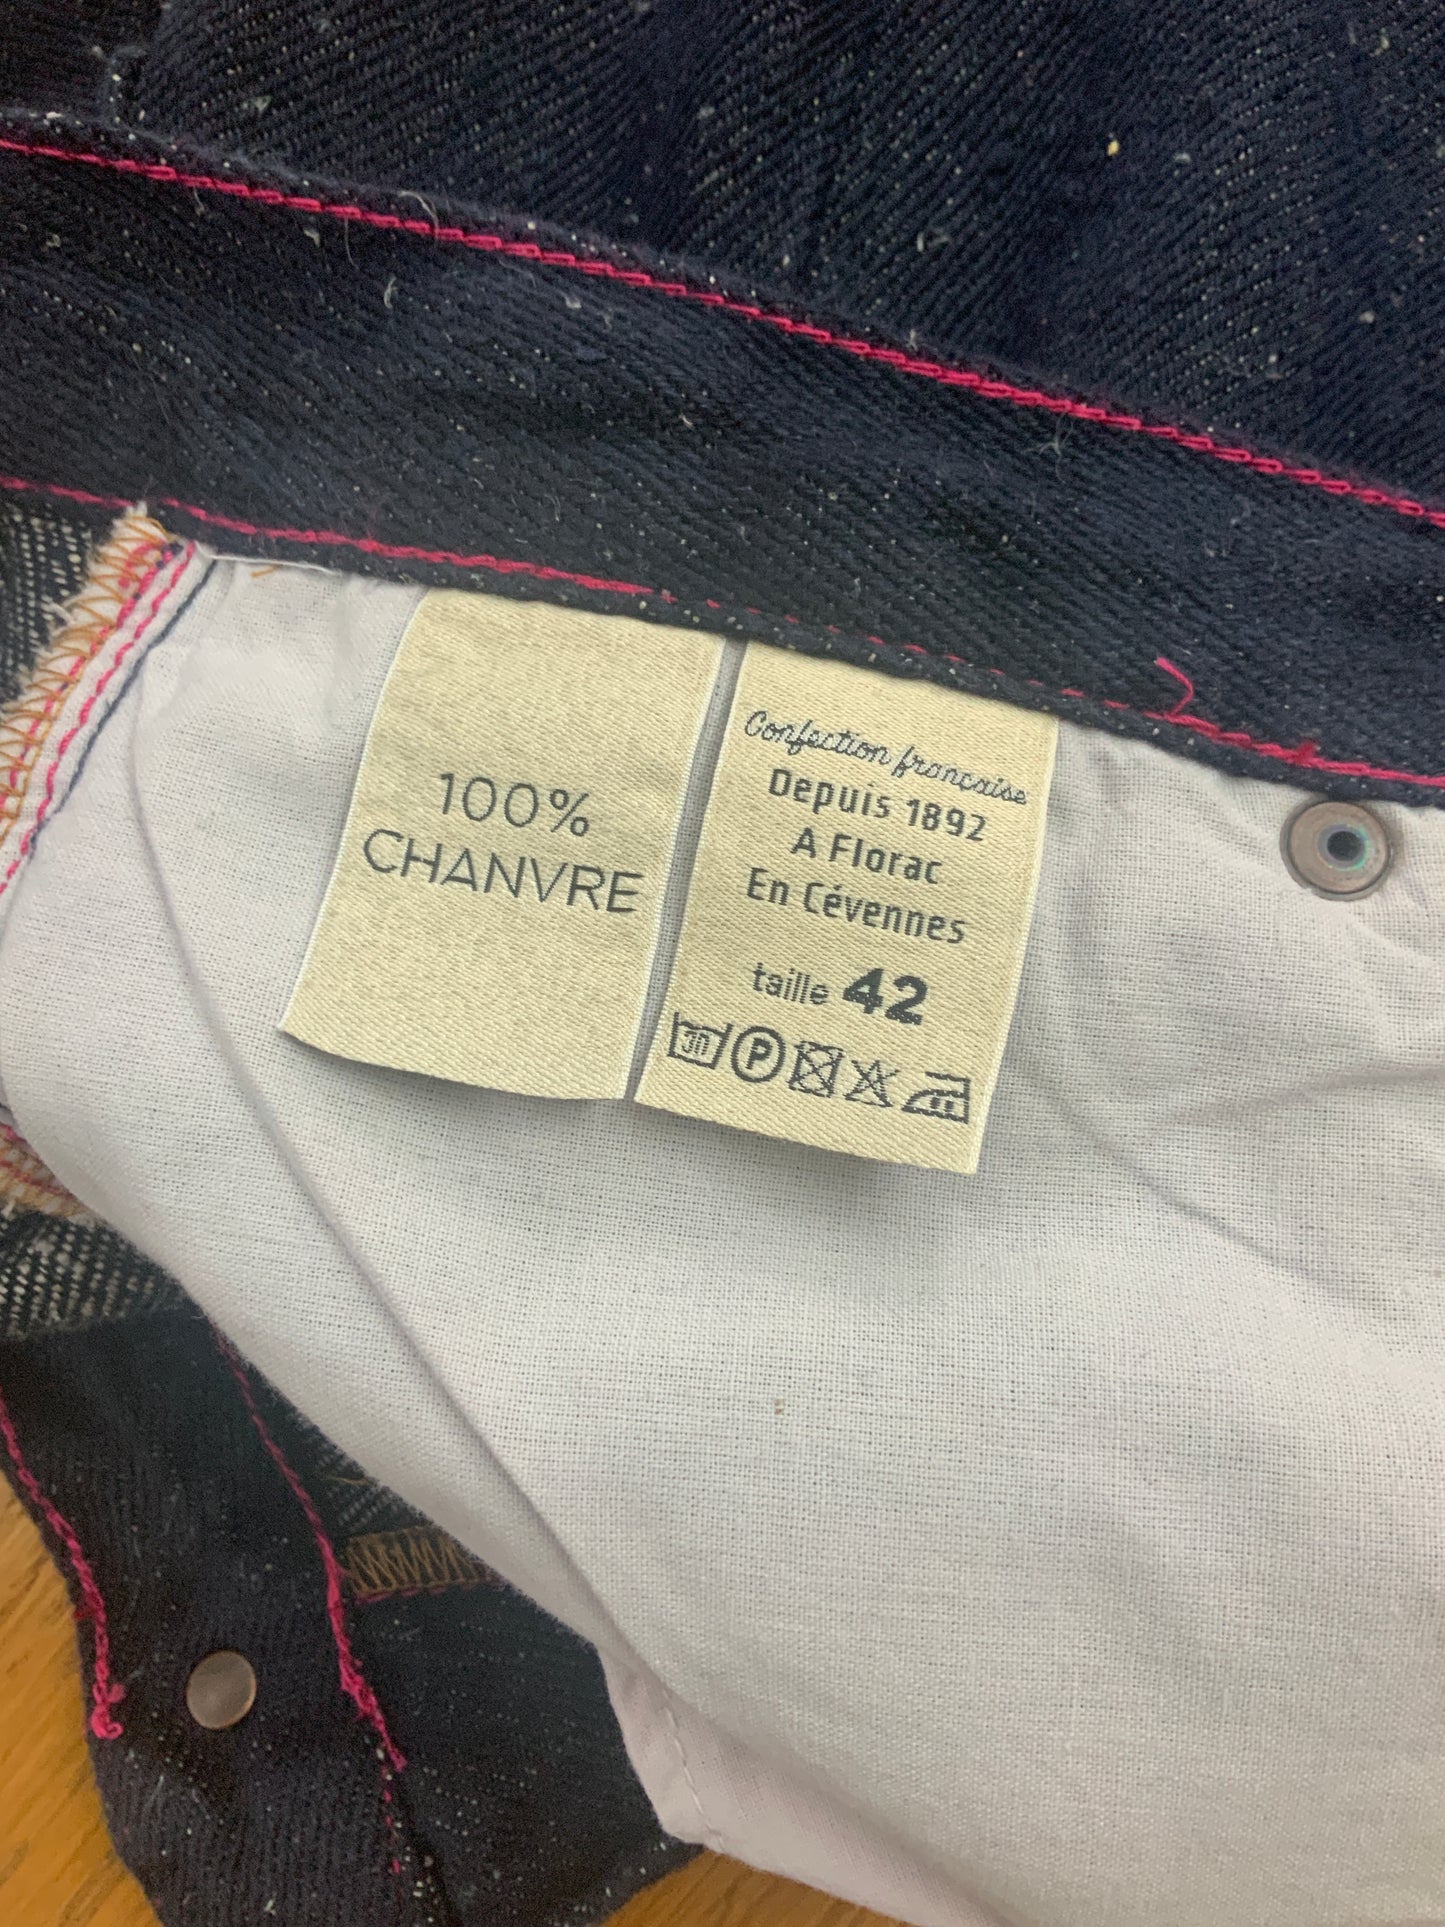 100%
CHANVRE
Confection française
Depuis 1892
A Florac
En Cévennes
taille 42
30 P